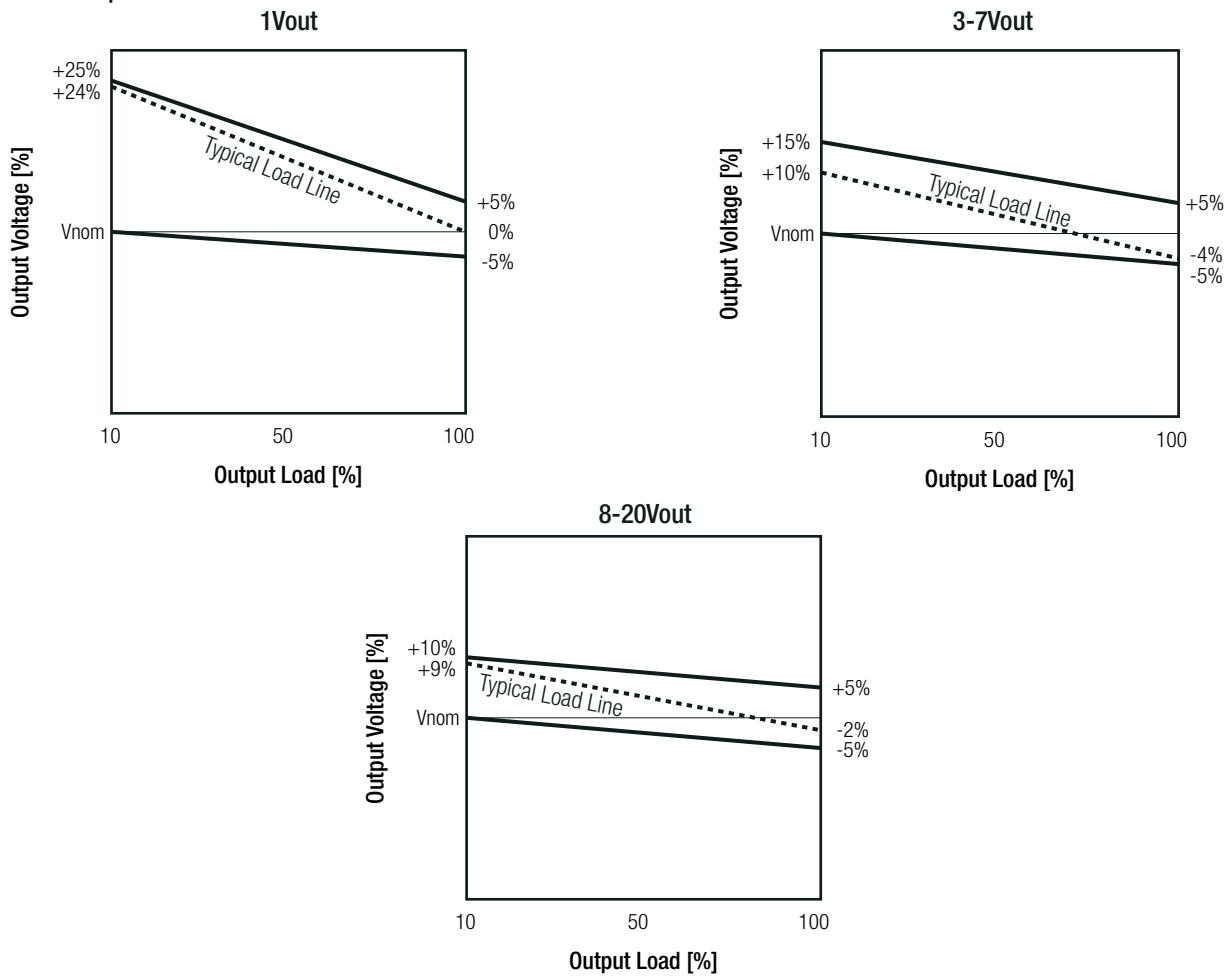 1Vout
+25%
+24%
Typical Load Line
Output Voltage [%]
Vnom
+5%
0%
-5%
10 50 100
Output Load [%]
3-7Vout
+15%
+10%
Typical Load Line
Output Voltage [%]
Vnom
+5%
-4%
-5%
10 50 100
Output Load [%]
8-20Vout
+10%
+9%
Typical Load Line
Output Voltage [%]
Vnom
+5%
-2%
-5%
10 50 100
Output Load [%]